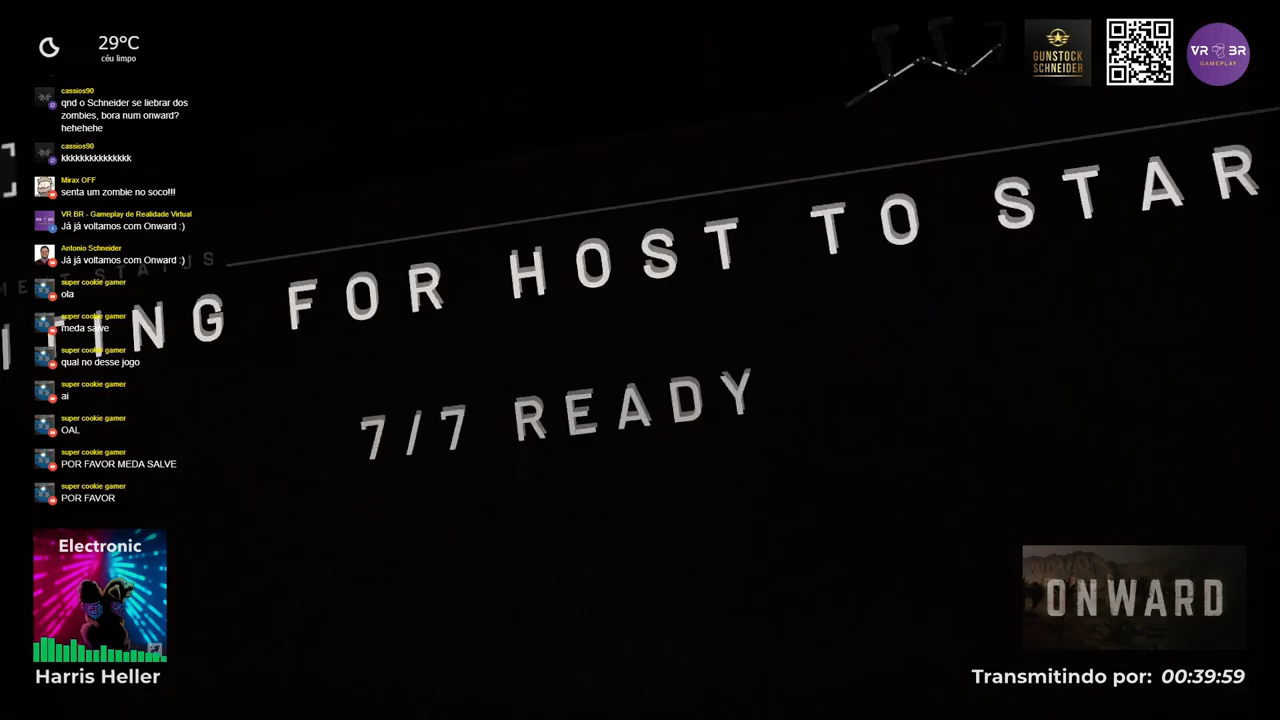 29°C
céu limpo
GUNSTOCK
SCHNEIDER
VR BR
GAMEPLAY
cassios90
qnd o Schneider se liebrar dos
zombies, bora num onward?
hehehehe
cassios90
kkkkkkkkkkkkkkk
Mirax OFF
senta um zombie no soco!!!
VR BR - Gameplay de Realidade Virtual
Já já voltamos com Onward :)
Antonio Schneider
Já já voltamos com Onward :)
STATUS
super cookie gamer
ola
super cookie gamer
meda salve
super cookie gamer
qual no desse jogo
super cookie gamer
ai
super cookie gamer
OAL
super cookie gamer
POR FAVOR MEDA SALVE
super cookie gamer
POR FAVOR
ITING FOR HOST TO STAR
7/7 READY
Electronic
Harris Heller
ONWARD
Transmitindo por: 00:39:59